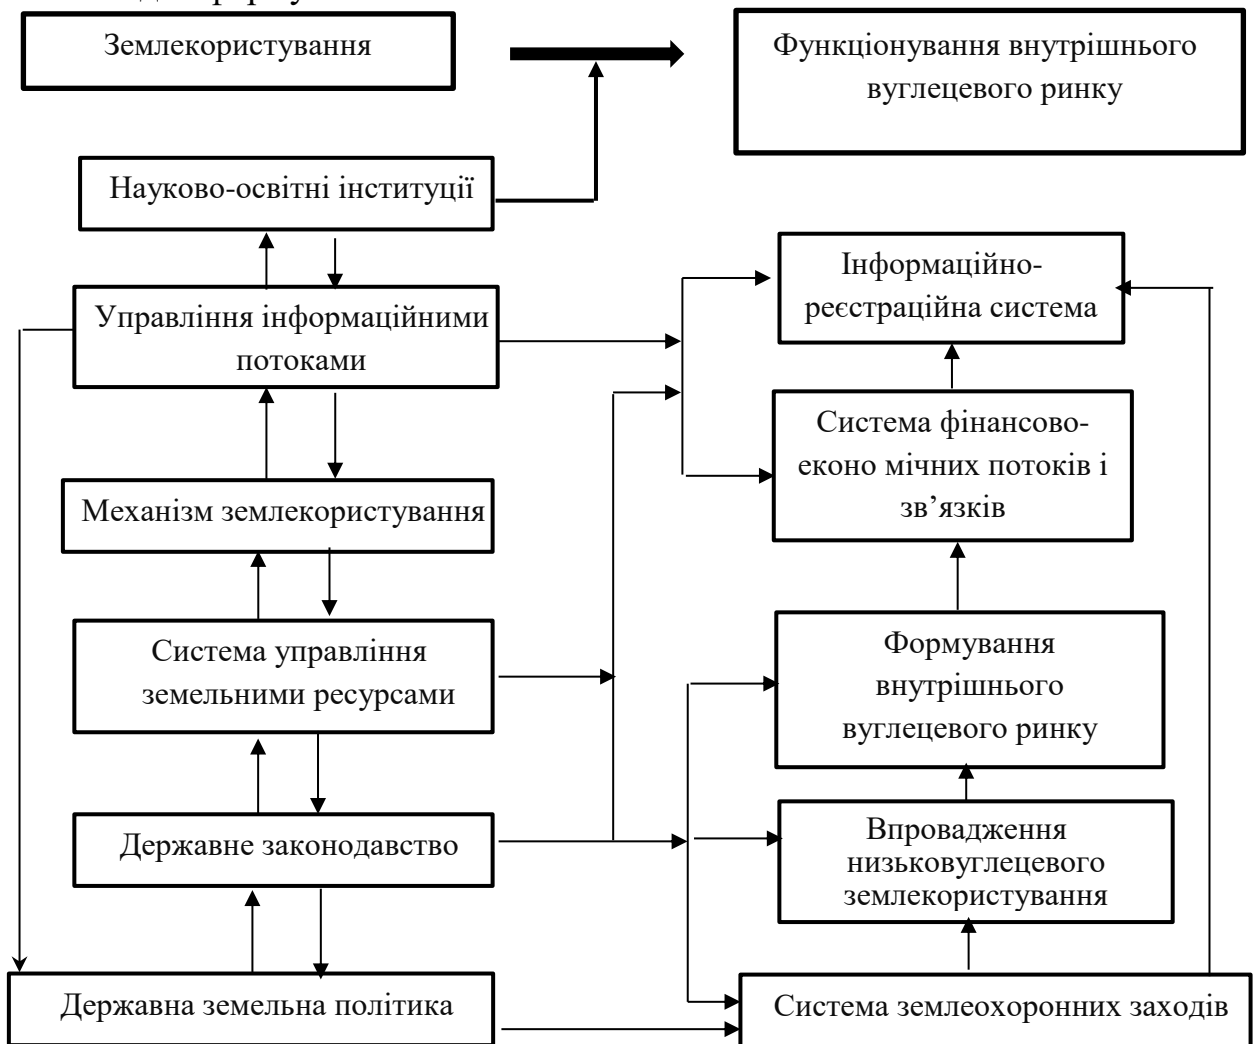 Землекористування
Функціонування внутрішнього
вуглецевого ринку
Науково-освітні інституції
Управління інформаційними
потоками
Механізм землекористування
Система управління
земельними ресурсами
Державне законодавство
Державна земельна політика
Інформаційно-
реєстраційна система
Система фінансово-
еконо мічних потоків і
зв’язків
Формування
внутрішнього
вуглецевого ринку
Впровадження
низьковуглецевого
землекористування
Система землеохоронних заходів